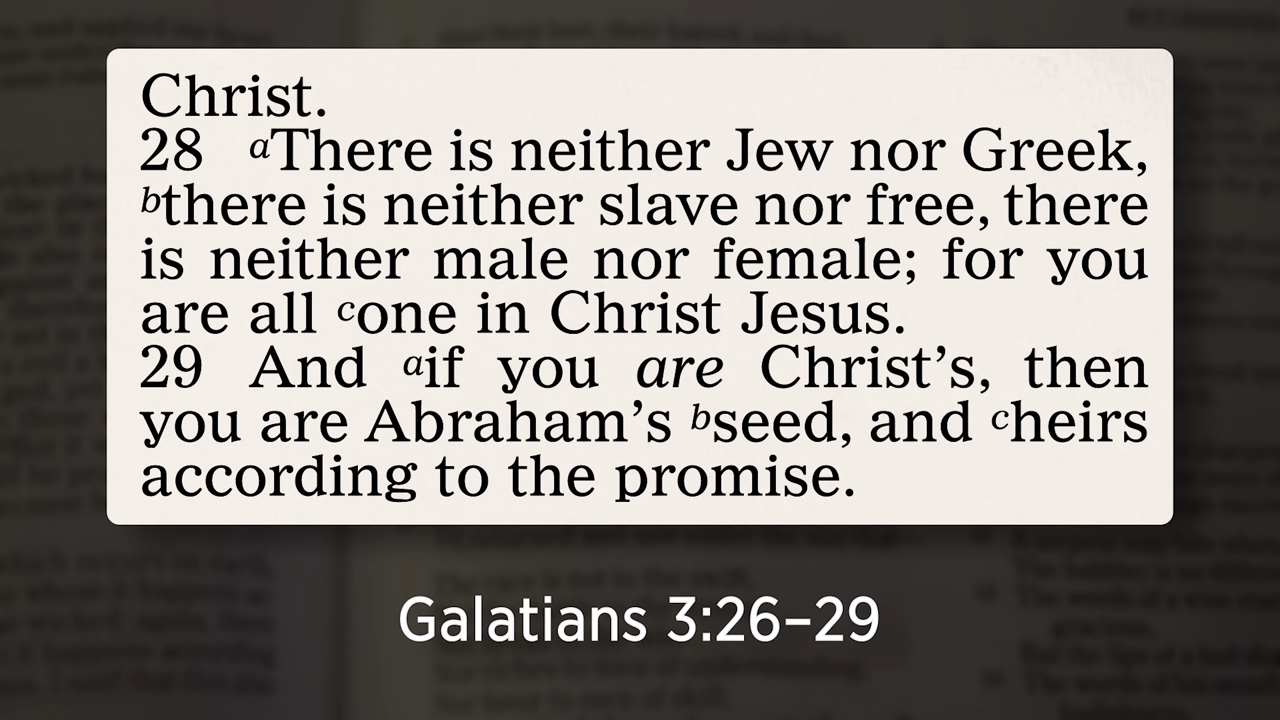 Christ.
28 aThere is neither Jew nor Greek,
bthere is neither slave nor free, there
is neither male nor female; for you
are all cone in Christ Jesus.
29 And aif you are Christ’s, then
you are Abraham’s bseed, and cheirs
according to the promise.
Galatians 3:26–29